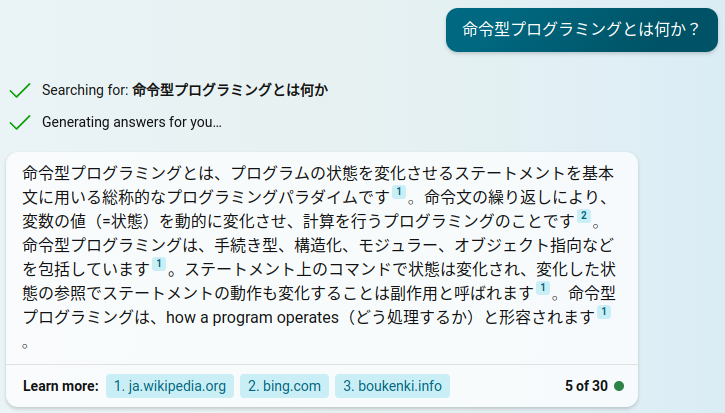 命令型プログラミングとは何か？
Searching for: 命令型プログラミングとは何か
Generating answers for you…
命令型プログラミングとは、プログラムの状態を変化させるステートメントを基本
文に用いる総称的なプログラミングパラダイムです 1 。命令文の繰り返しにより、
変数の値（=状態）を動的に変化させ、計算を行うプログラミングのことです 2 。
命令型プログラミングは、手続き型、構造化、モジュラー、オブジェクト指向など
を包括しています 1 。ステートメント上のコマンドで状態は変化され、変化した状
態の参照でステートメントの動作も変化することは副作用と呼ばれます 1 。命令型
プログラミングは、how a program operates（どう処理するか）と形容されます 1
。
Learn more: 1. ja.wikipedia.org 2. bing.com 3. boukenki.info 5 of 30